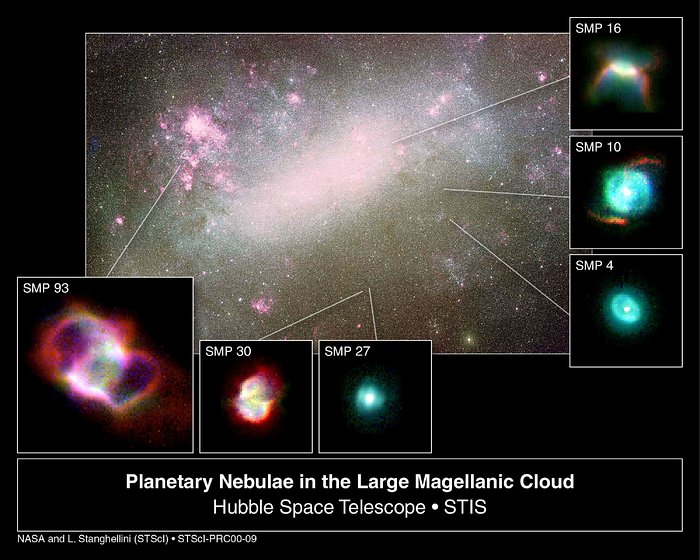 SMP 16
SMP 10
SMP 4
SMP 93
SMP 30
SMP 27
Planetary Nebulae in the Large Magellanic Cloud
Hubble Space Telescope • STIS
NASA and L. Stanghellini (STScI) • STScI-PRC00-09